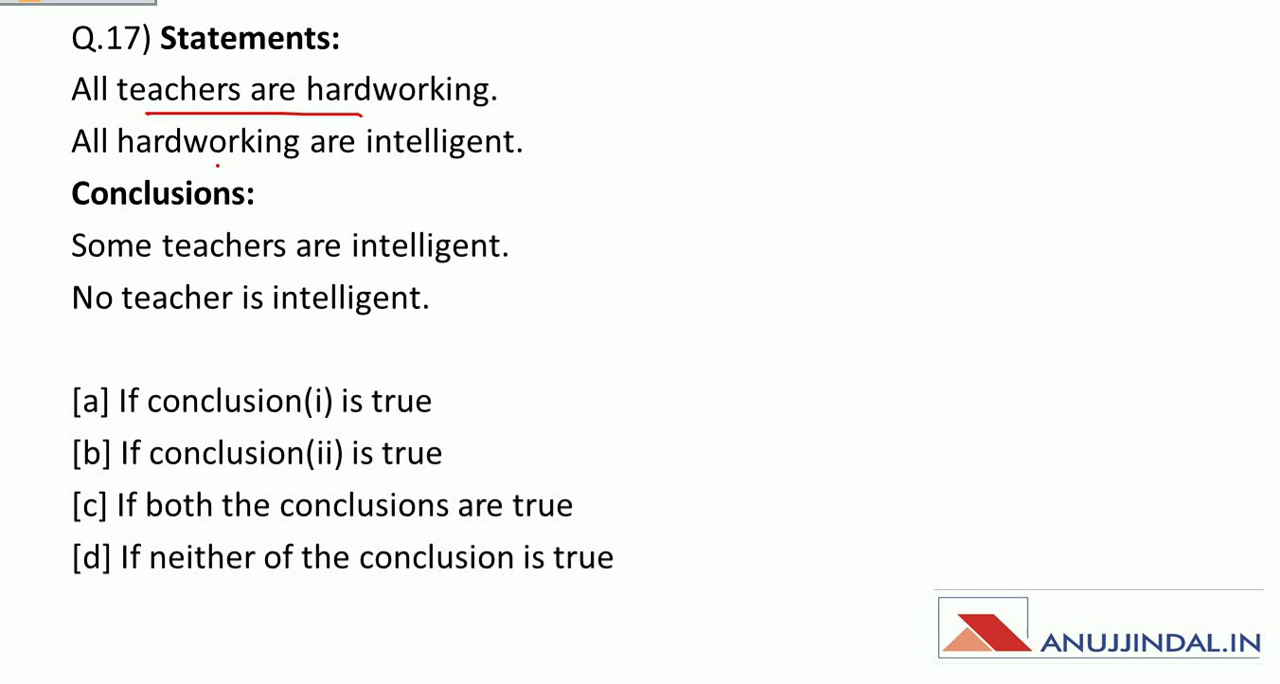 Q.17) Statements:
All teachers are hardworking.
All hardworking are intelligent.
Conclusions:
Some teachers are intelligent.
No teacher is intelligent.
[a] If conclusion(i) is true
[b] If conclusion(ii) is true
[c] If both the conclusions are true
[d] If neither of the conclusion is true
ANUJJINDAL.IN